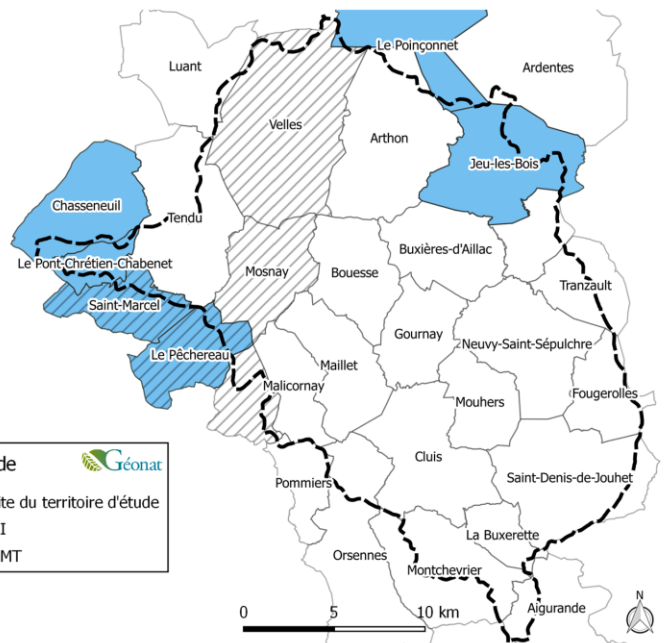 Le Poinçonnet
Luant
Ardentes
Velles
Arthon
Jeu-les-Bois
Chasseneuil
Tendu
Buxières-d'Aillac
Le Pont-Chrétien-Chabenet
Mosnay
Bouesse
Tranzault
Saint-Marcel
Gournay
Neuvy-Saint-Sépulchre
Le Pêchereau
Maillet
Malicornay
Mouhers
Fougerolles
Cluis
de
Géonat
Pommiers
Saint-Denis-de-Jouhet
ite du territoire d'étude
I
La Buxerette
MT
Orsennes
Montchevrier
Aigurande
N
0 5 10 km